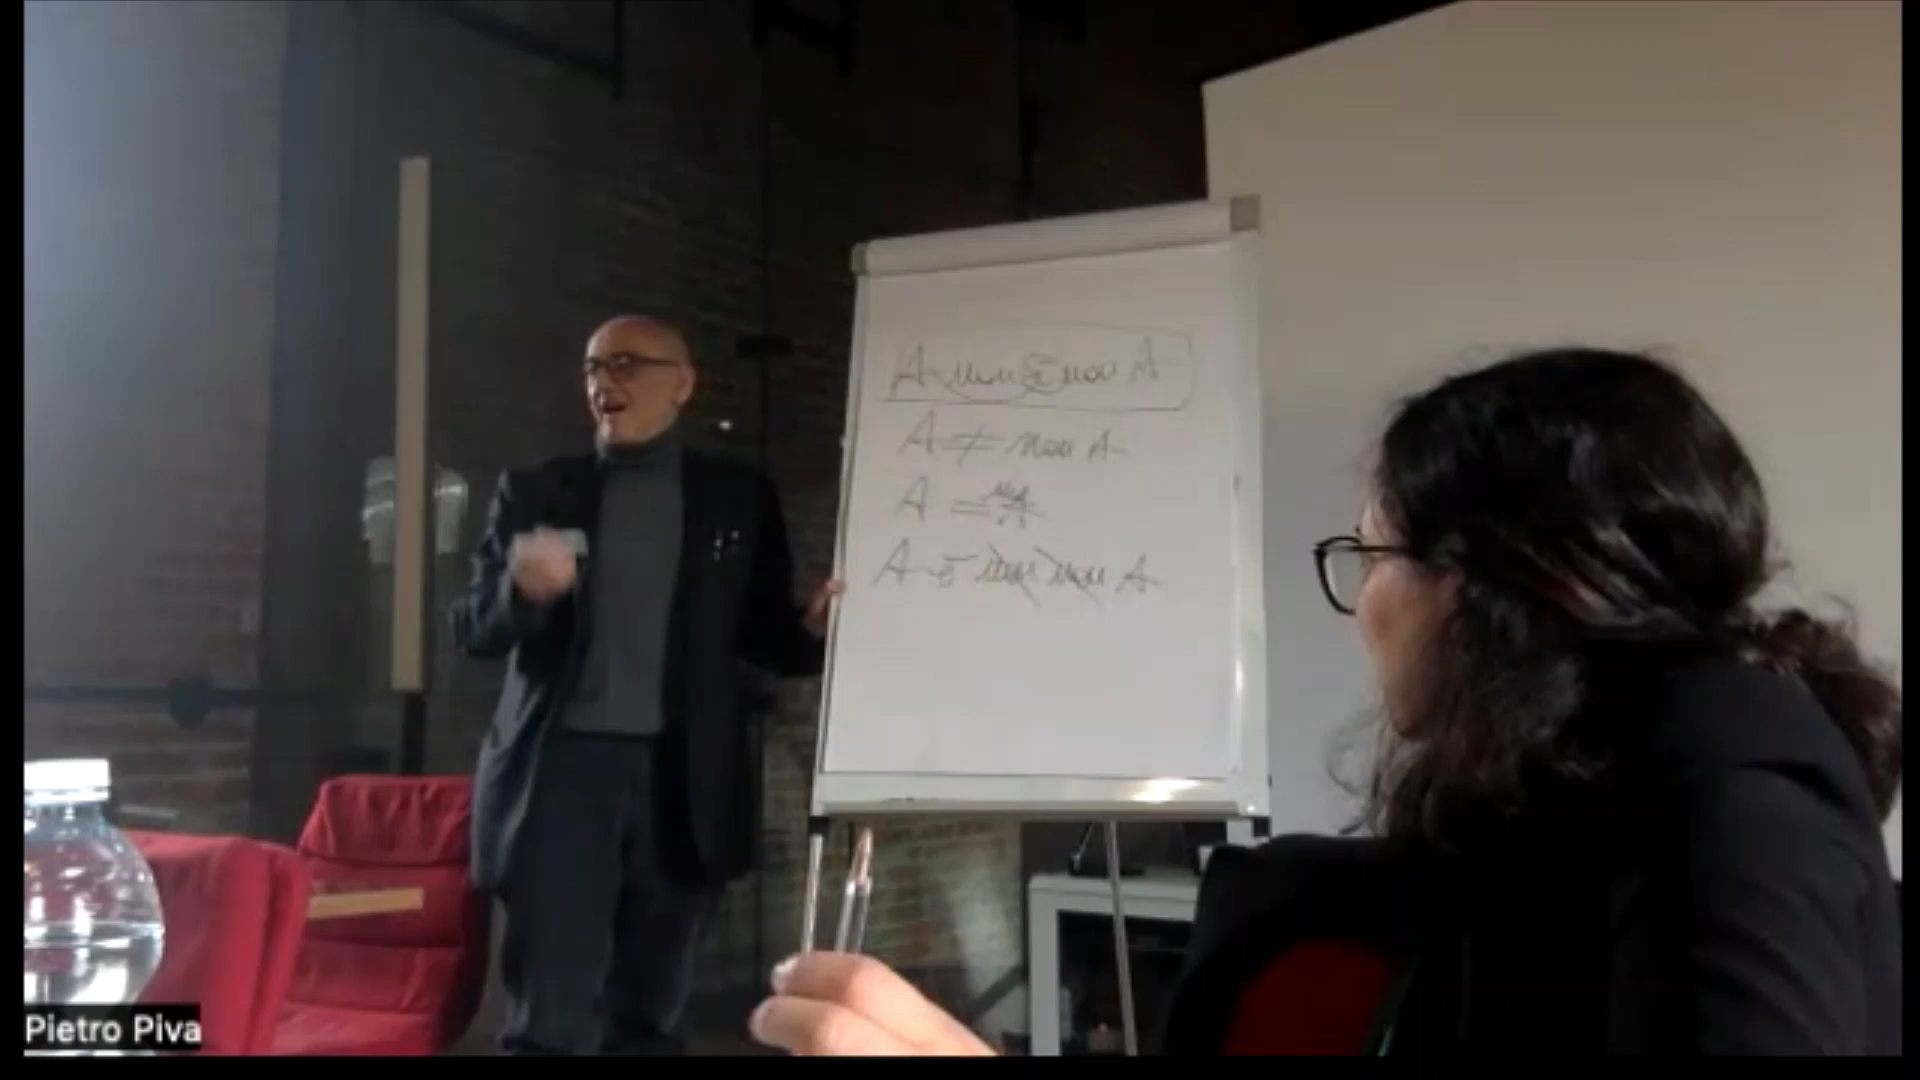 A non è non A
A ≠ non A
A =
A è non non A
Pietro Piva